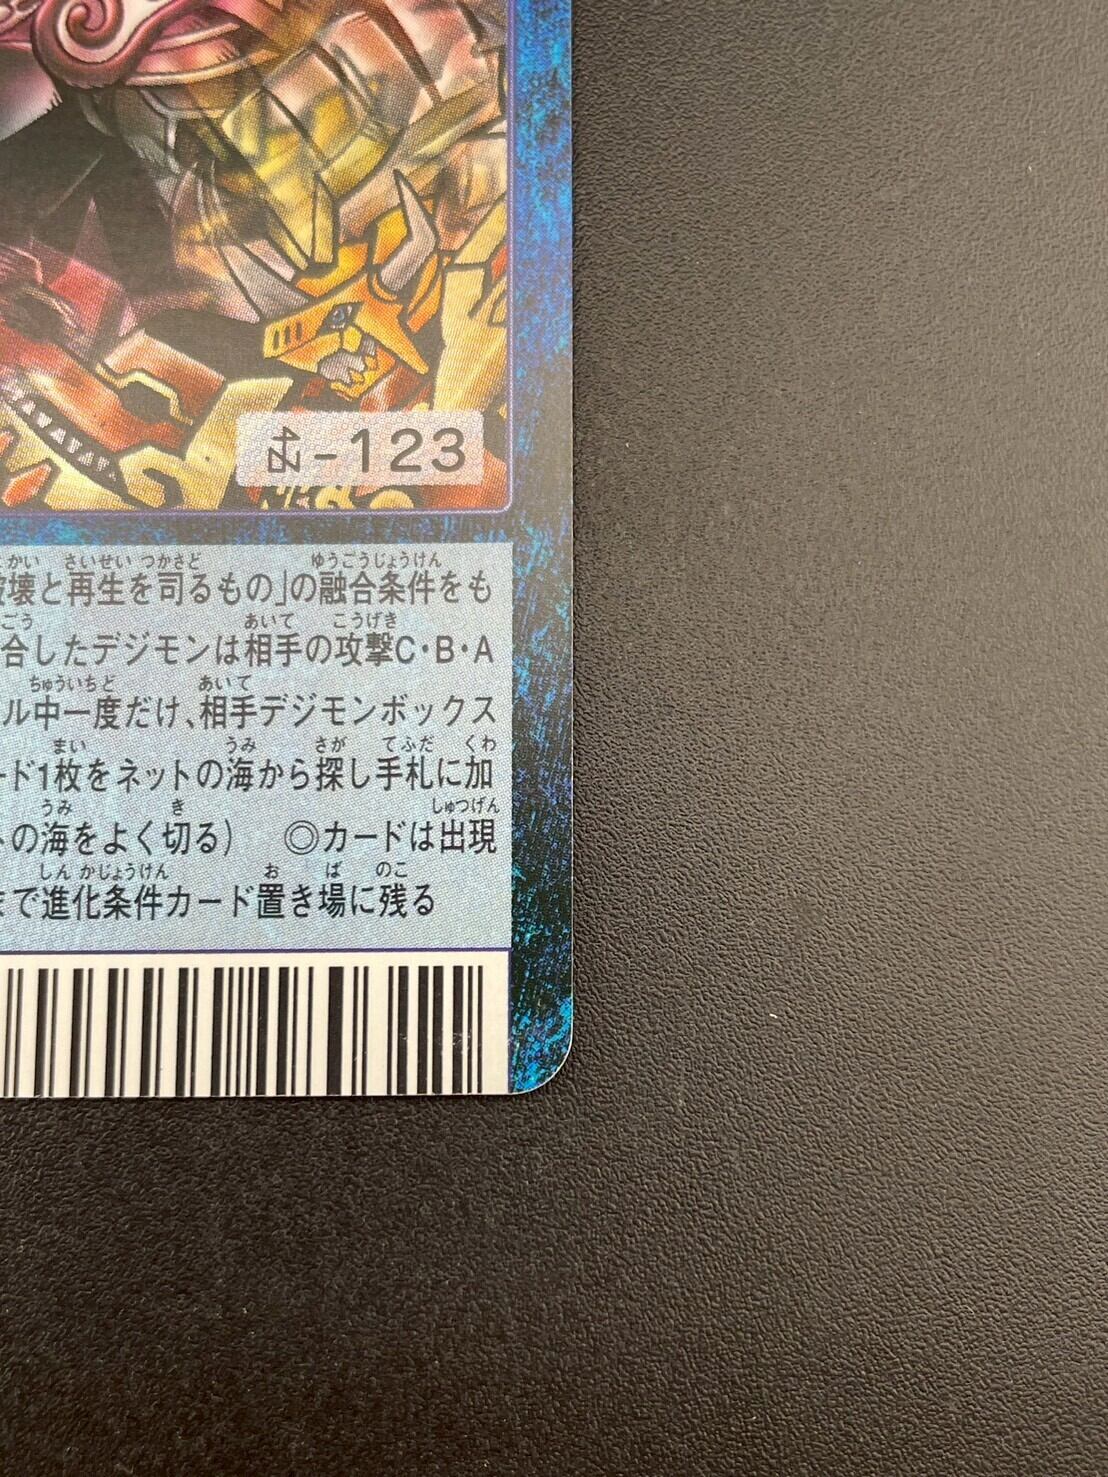 -123
壊と再生を司るもの」の融合条件をも
合したデジモンは相手の攻撃C・B・A
ル中一度だけ、相手デジモンボックス
ード1枚をネットの海から探し手札に加
の海をよく切る) ◎カードは出現
まで進化条件カード置き場に残る